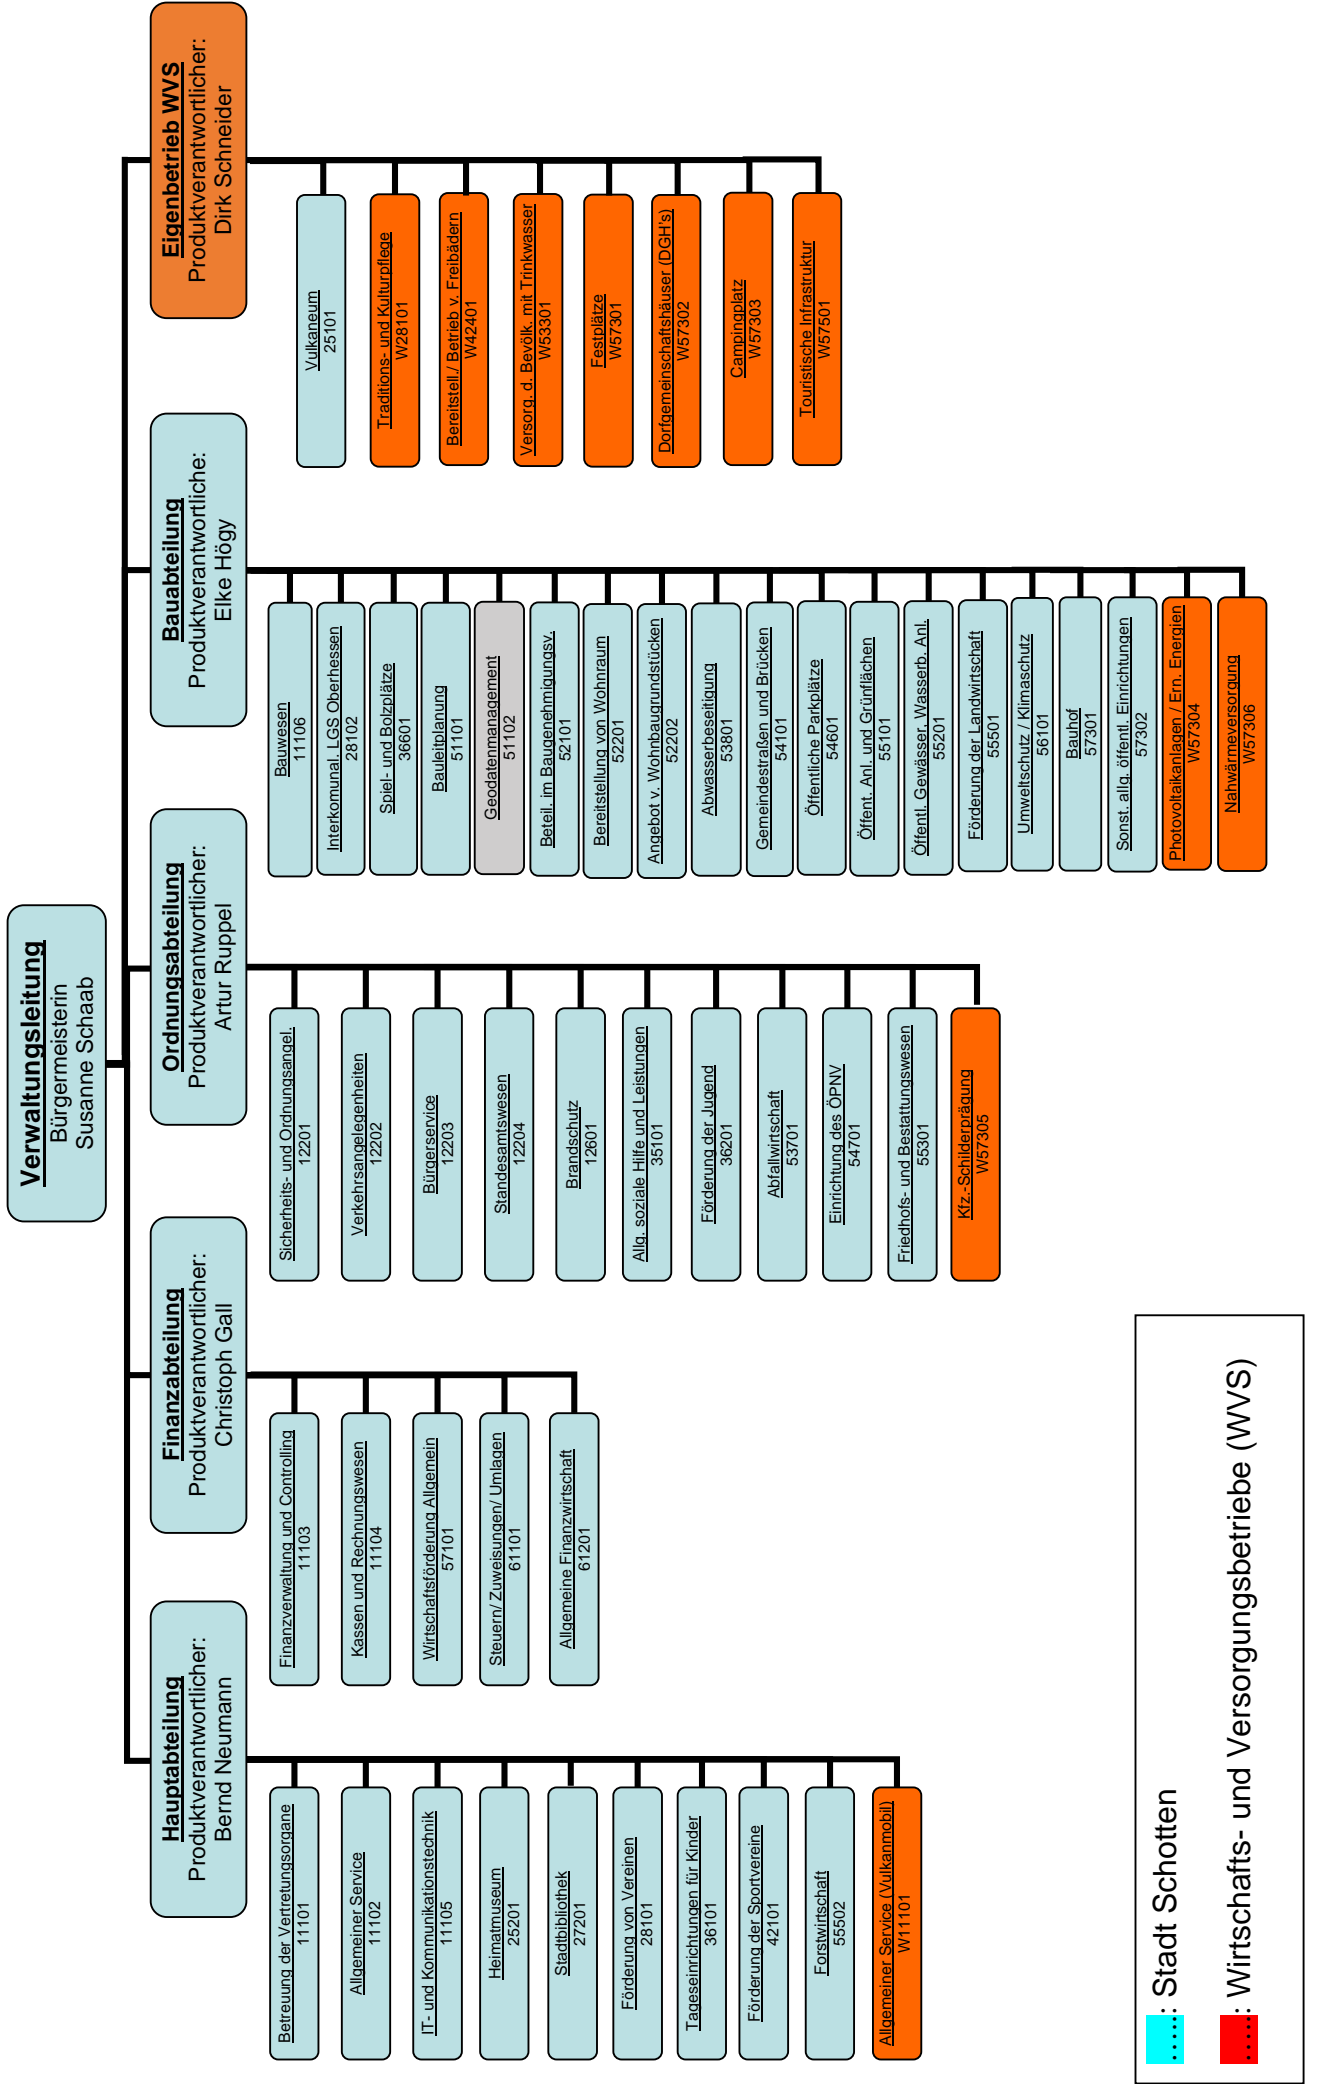 Verwaltungsleitung
Bürgermeisterin
Susanne Schaab
Hauptabteilung
Produktverantwortlicher:
Bernd Neumann
Betreuung der Vertretungsorgane
11101
Allgemeiner Service
11102
IT- und Kommunikationstechnik
11105
Heimatmuseum
25201
Stadtbibliothek
27201
Förderung von Vereinen
28101
Tageseinrichtungen für Kinder
36101
Förderung der Sportvereine
42101
Forstwirtschaft
55502
Allgemeiner Service (Vulkanmobil)
W11101
Finanzabteilung
Produktverantwortlicher:
Christoph Gall
Finanzverwaltung und Controlling
11103
Kassen und Rechnungswesen
11104
Wirtschaftsförderung Allgemein
57101
Steuern/ Zuweisungen/ Umlagen
61101
Allgemeine Finanzwirtschaft
61201
Ordnungsabteilung
Produktverantwortlicher:
Artur Ruppel
Sicherheits- und Ordnungsangel.
12201
Verkehrsangelegenheiten
12202
Bürgerservice
12203
Standesamtswesen
12204
Brandschutz
12601
Allg. soziale Hilfe und Leistungen
35101
Förderung der Jugend
36201
Abfallwirtschaft
53701
Einrichtung des ÖPNV
54701
Friedhofs- und Bestattungswesen
55301
Kfz.-Schilderprägung
W57305
Bauabteilung
Produktverantwortliche:
Elke Högy
Bauwesen
11106
Interkomunal. LGS Oberhessen
28102
Spiel- und Bolzplätze
36601
Bauleitplanung
51101
Geodatenmanagement
51102
Beteil. im Baugenehmigungsv.
52101
Bereitstellung von Wohnraum
52201
Angebot v. Wohnbaugrundstücken
52202
Abwasserbeseitigung
53801
Gemeindestraßen und Brücken
54101
Öffentliche Parkplätze
54601
Öffent. Anl. und Grünflächen
55101
Öffentl. Gewässer, Wasserb. Anl.
55201
Förderung der Landwirtschaft
55501
Umweltschutz / Klimaschutz
56101
Bauhof
57301
Sonst. allg. öffentl. Einrichtungen
57302
Photovoltaikanlagen / Ern. Energien
W57304
Nahwärmeversorgung
W57306
Eigenbetrieb WVS
Produktverantwortlicher:
Dirk Schneider
Vulkaneum
25101
Traditions- und Kulturpflege
W28101
Bereitstell./ Betrieb v. Freibädern
W42401
Versorg. d. Bevölk. mit Trinkwasser
W53301
Festplätze
W57301
Dorfgemeinschaftshäuser (DGH's)
W57302
Campingplatz
W57303
Touristische Infrastruktur
W57501
.....: Stadt Schotten
.....: Wirtschafts- und Versorgungsbetriebe (WVS)